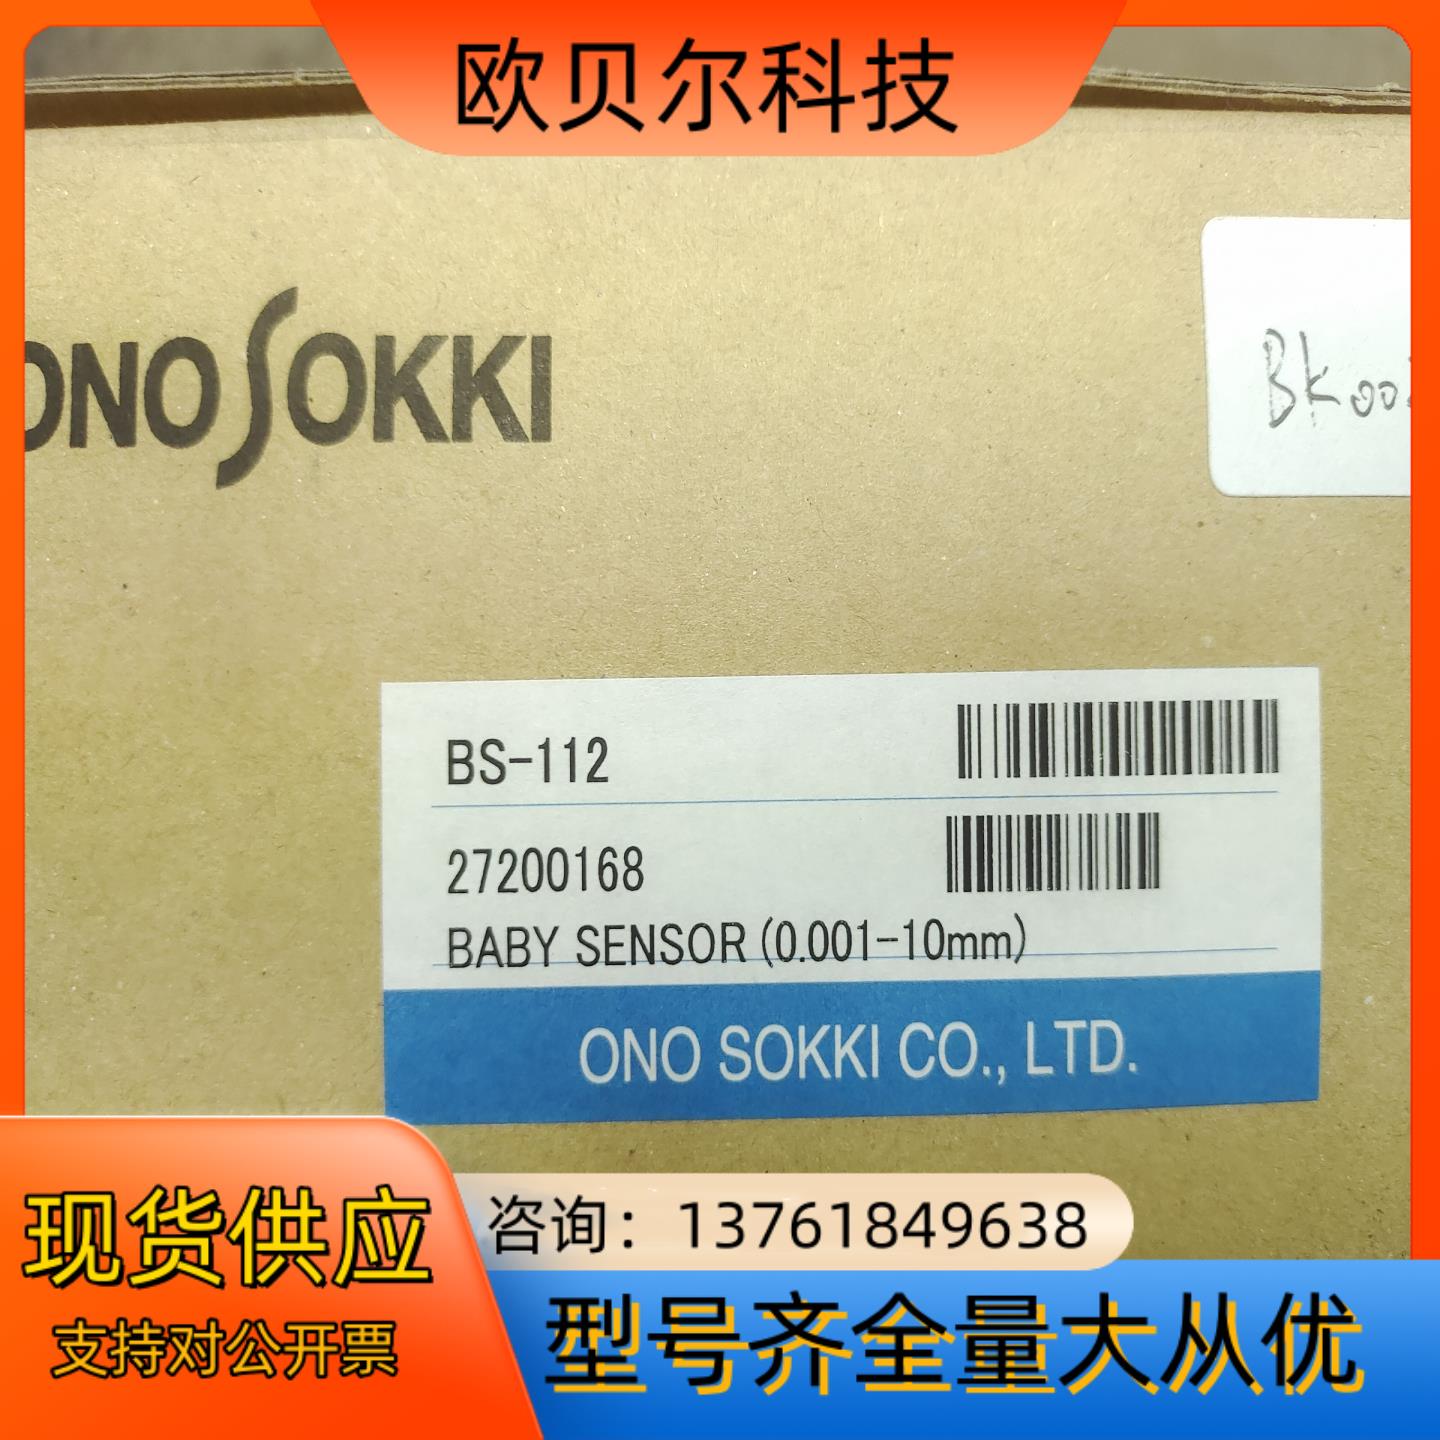 欧贝尔科技
ONO SOKKI
BK00
BS-112
27200168
BABY SENSOR (0.001-10mm)
ONO SOKKI CO., LTD.
现货供应
支持对公开票
咨询：13761849638
型号齐全量大从优